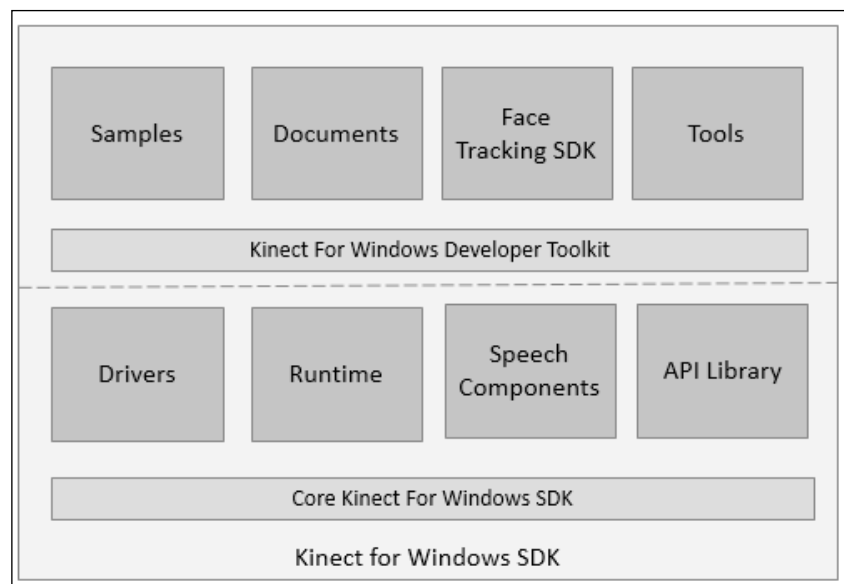 Samples
Documents
Face
Tracking SDK
Tools
Kinect For Windows Developer Toolkit
Drivers
Runtime
Speech
Components
API Library
Core Kinect For Windows SDK
Kinect for Windows SDK